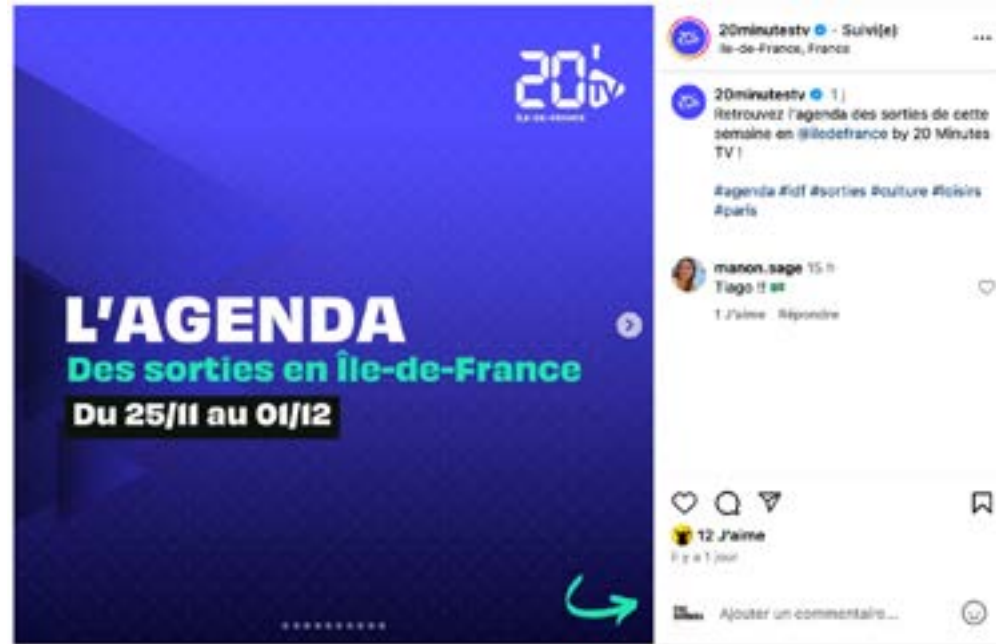 20' TV
ÎLE-DE-FRANCE
L'AGENDA
Des sorties en Île-de-France
Du 25/11 au 01/12
20minutestv - Suivi(e)
Ile-de-France, France
20minutestv 1 j
Retrouvez l'agenda des sorties de cette
semaine en @iledefrance by 20 Minutes
TV !
#agenda #idf #sorties #culture #loisirs
#paris
manon.sage 15 h
Tiago !!
1 J'aime Répondre
12 J'aime
Il y a 1 jour
Ajouter un commentaire...